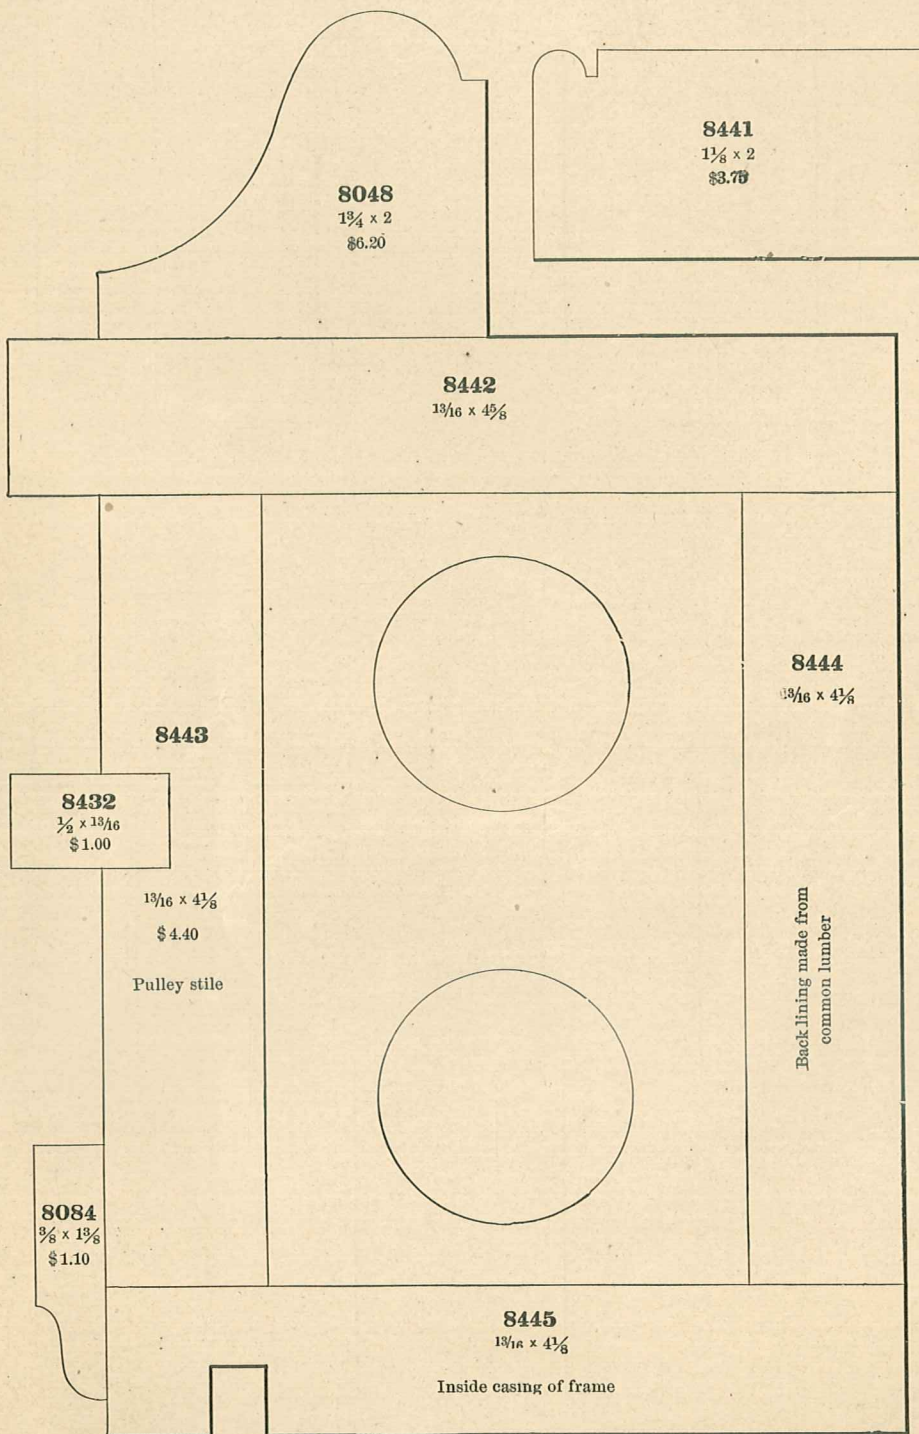 8048
1¾ x 2
$6.20
8441
1⅛ x 2
$3.75
8442
13/16 x 4⅝
8443
13/16 x 4⅛
$4.40
Pulley stile
8444
13/16 x 4⅛
Back lining made from
common lumber
8432
½ x 13/16
$1.00
8084
⅜ x 1⅜
$1.10
8445
13/16 x 4⅛
Inside casing of frame